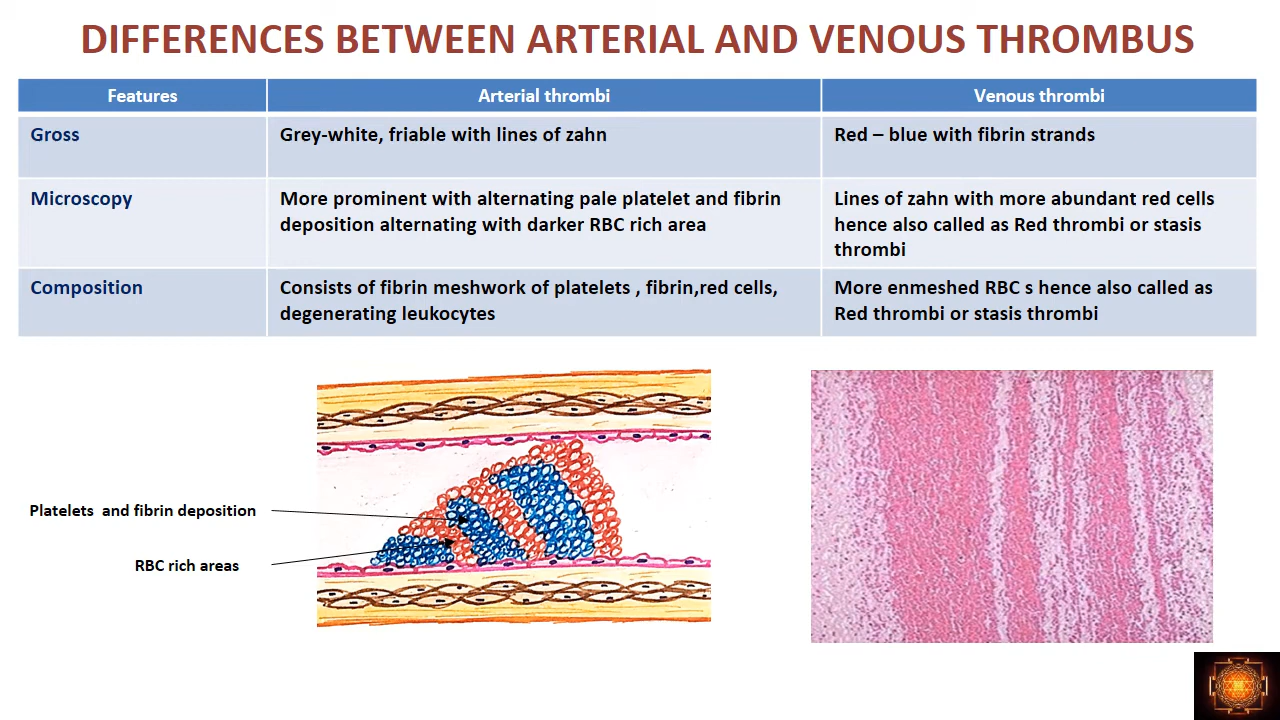 DIFFERENCES BETWEEN ARTERIAL AND VENOUS THROMBUS
Features
Arterial thrombi
Venous thrombi
Gross
Grey-white, friable with lines of zahn
Red – blue with fibrin strands
Microscopy
More prominent with alternating pale platelet and fibrin
deposition alternating with darker RBC rich area
Lines of zahn with more abundant red cells
hence also called as Red thrombi or stasis
thrombi
Composition
Consists of fibrin meshwork of platelets , fibrin,red cells,
degenerating leukocytes
More enmeshed RBC s hence also called as
Red thrombi or stasis thrombi
Platelets and fibrin deposition
RBC rich areas